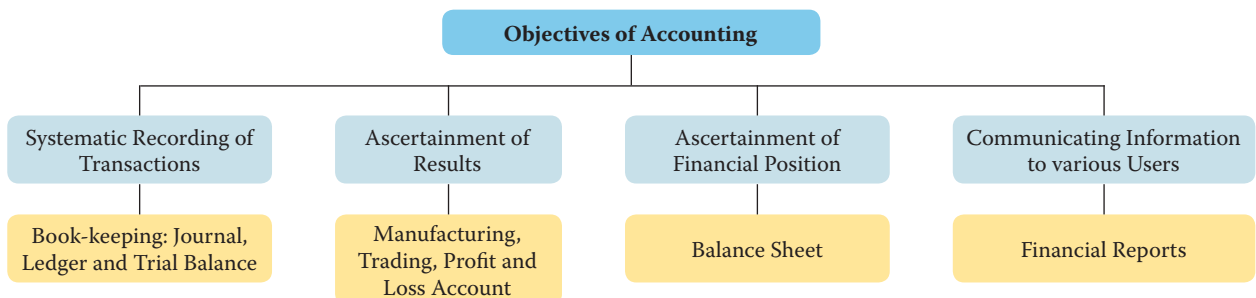 Objectives of Accounting
Systematic Recording of
Transactions
Ascertainment of
Results
Ascertainment of
Financial Position
Communicating Information
to various Users
Book-keeping: Journal,
Ledger and Trial Balance
Manufacturing,
Trading, Profit and
Loss Account
Balance Sheet
Financial Reports